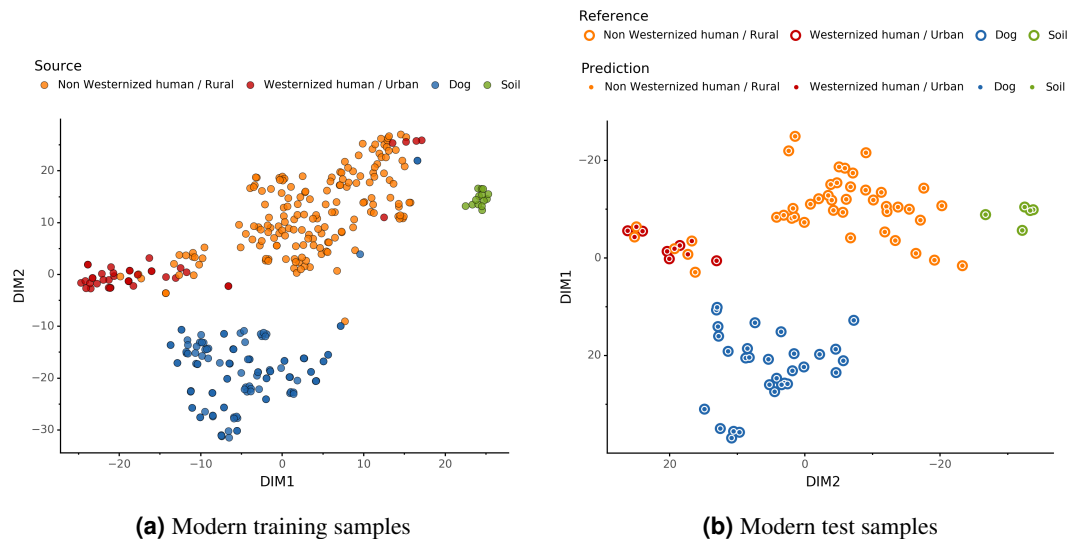 Source
Non Westernized human / Rural Westernized human / Urban Dog Soil
20
10
0
−10
−20
−30
DIM2
−20 −10 0 10 20
DIM1
(a) Modern training samples
Reference
Non Westernized human / Rural Westernized human / Urban Dog Soil
Prediction
Non Westernized human / Rural Westernized human / Urban Dog Soil
−20
0
20
DIM1
20 0 −20
DIM2
(b) Modern test samples